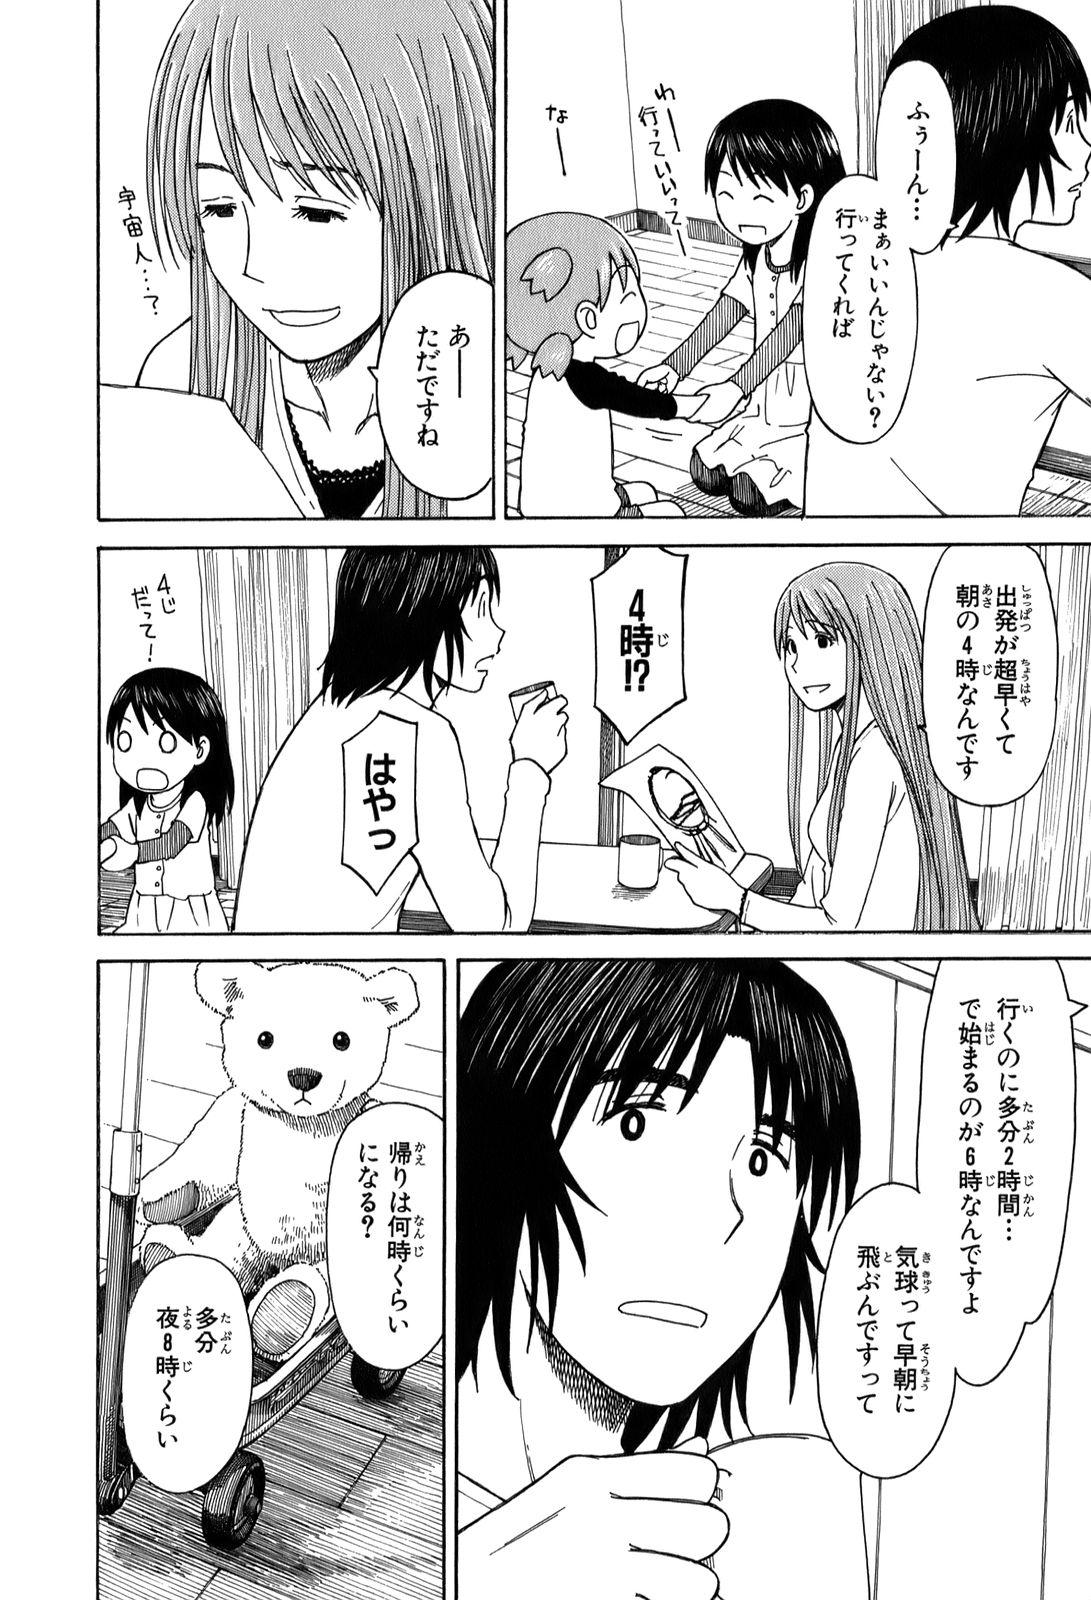 ふぅーん…
まぁいいんじゃない?
行ってくれば
わー
行っていいってー
なー
あー
ただですね
宇宙人…?
出発が超早くて
朝の4時なんです
4時!?
はやっ
4じ
だって!
行くのに多分2時間…
で始まるのが6時なんですよ
気球って早朝に
飛ぶんですって
帰りは何時くらい
になる?
多分
夜8時くらい